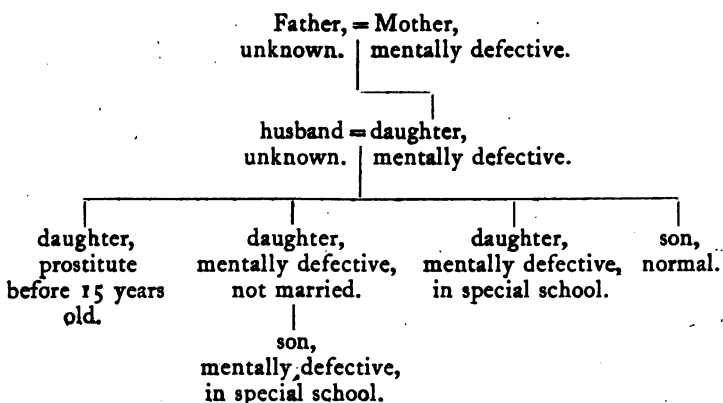 Father, = Mother,
unknown. mentally defective.
husband = daughter,
unknown. mentally defective.
daughter,
prostitute
before 15 years
old.
daughter,
mentally defective,
not married.
daughter,
mentally defective,
in special school.
son,
normal.
son,
mentally defective,
in special school.